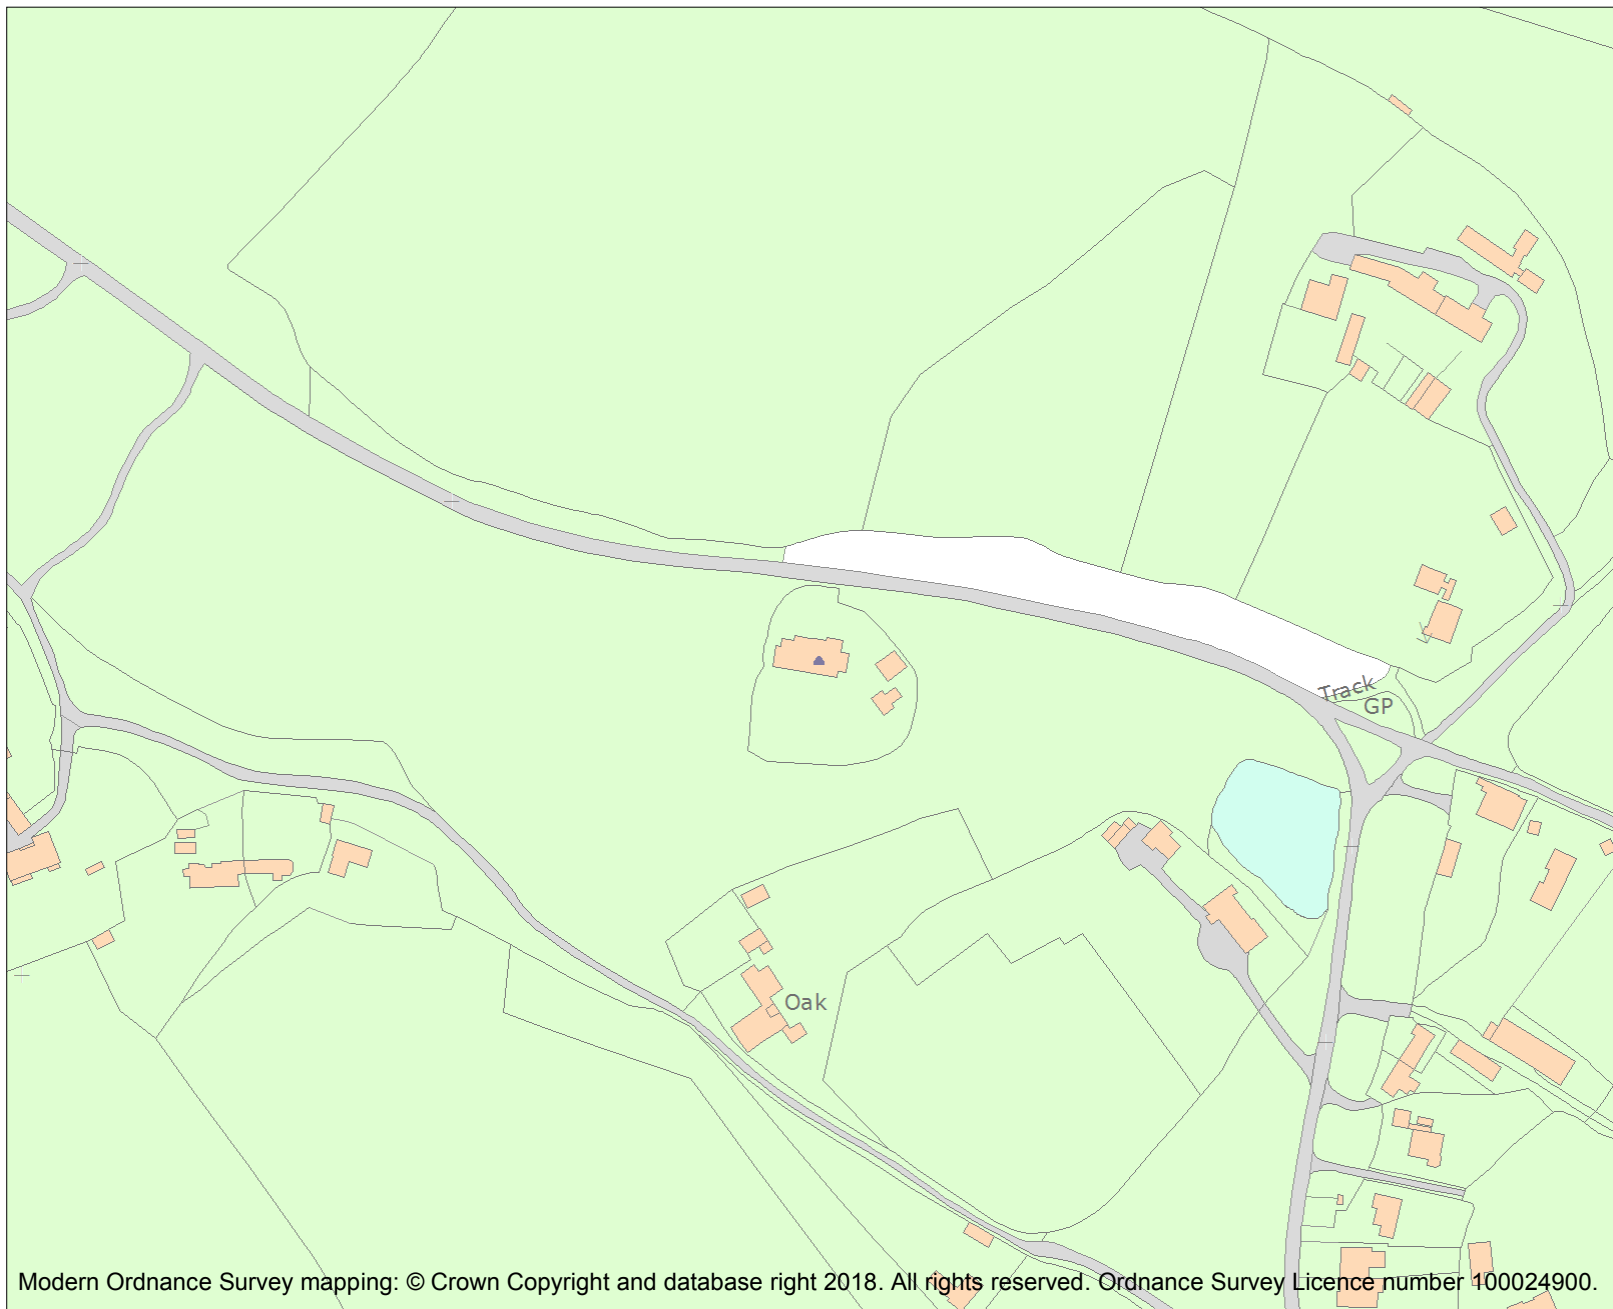 Track
GP
Oak
Modern Ordnance Survey mapping: © Crown Copyright and database right 2018. All rights reserved. Ordnance Survey Licence number 100024900.